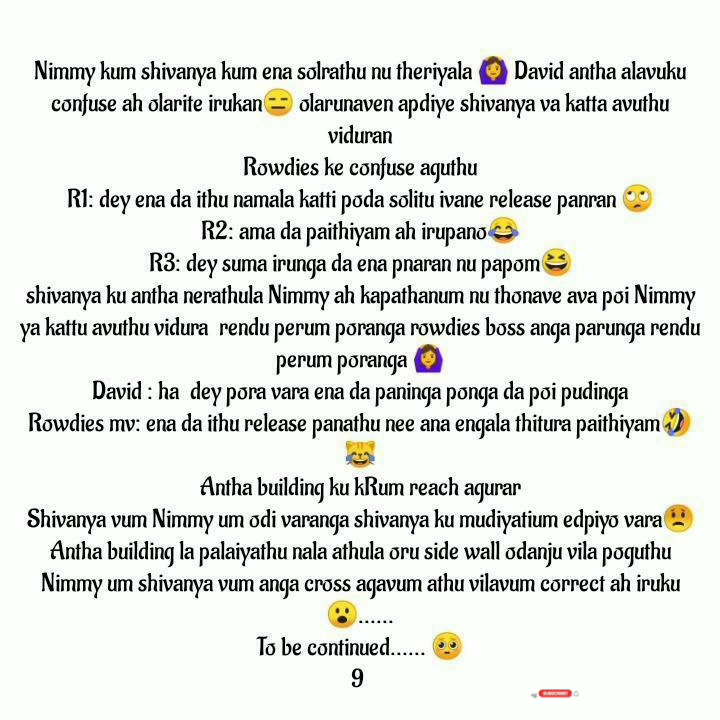 Nimmy kum shivanya kum ena solrathu nu theriyala 🙆‍♀️ David antha alavuku
confuse ah olarite irukan😑 olarunaven apdiye shivanya va katta avuthu
viduran
Rowdies ke confuse aguthu
R1: dey ena da ithu namala katti poda solitu ivane release panran 🙄
R2: ama da paithiyam ah irupano😂
R3: dey suma irunga da ena pnaran nu papom😆
shivanya ku antha nerathula Nimmy ah kapathanum nu thonave ava poi Nimmy
ya kattu avuthu vidura rendu perum poranga rowdies boss anga parunga rendu
perum poranga 🙆‍♀️
David : ha dey pora vara ena da paninga ponga da poi pudinga
Rowdies mv: ena da ithu release panathu nee ana engala thitura paithiyam🤣
😹
Antha building ku kRum reach agurar
Shivanya vum Nimmy um odi varanga shivanya ku mudiyatium edpiyo vara😟
Antha building la palaiyathu nala athula oru side wall odanju vila poguthu
Nimmy um shivanya vum anga cross agavum athu vilavum correct ah iruku
😮......
To be continued...... 🥺
9
SUBSCRIBE